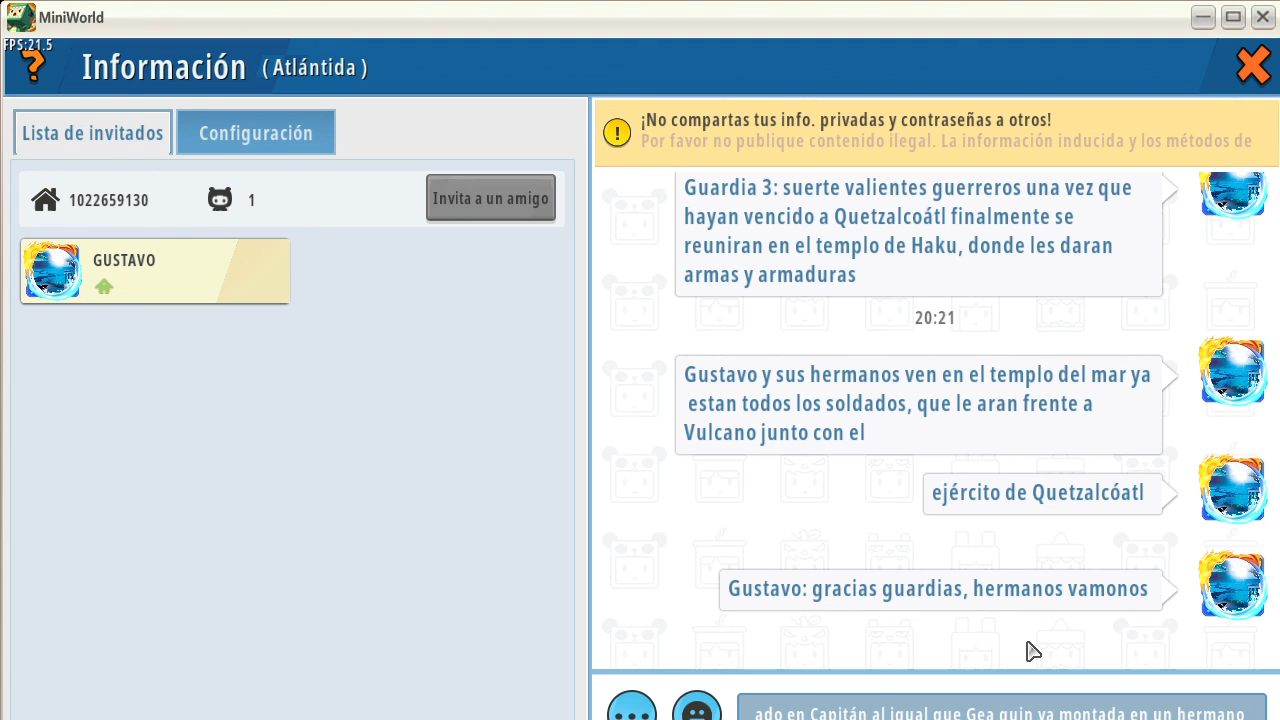 MiniWorld
FPS:21.5
Información ( Atlántida )
Lista de invitados
Configuración
1022659130
1
Invita a un amigo
GUSTAVO
¡No compartas tus info. privadas y contraseñas a otros!
Por favor no publique contenido ilegal. La información inducida y los métodos de
Guardia 3: suerte valientes guerreros una vez que
hayan vencido a Quetzalcoátl finalmente se
reuniran en el templo de Haku, donde les daran
armas y armaduras
20:21
Gustavo y sus hermanos ven en el templo del mar ya
estan todos los soldados, que le aran frente a
Vulcano junto con el
ejército de Quetzalcóatl
Gustavo: gracias guardias, hermanos vamonos
ado en Capitán al igual que Gea quin va montada en un hermano